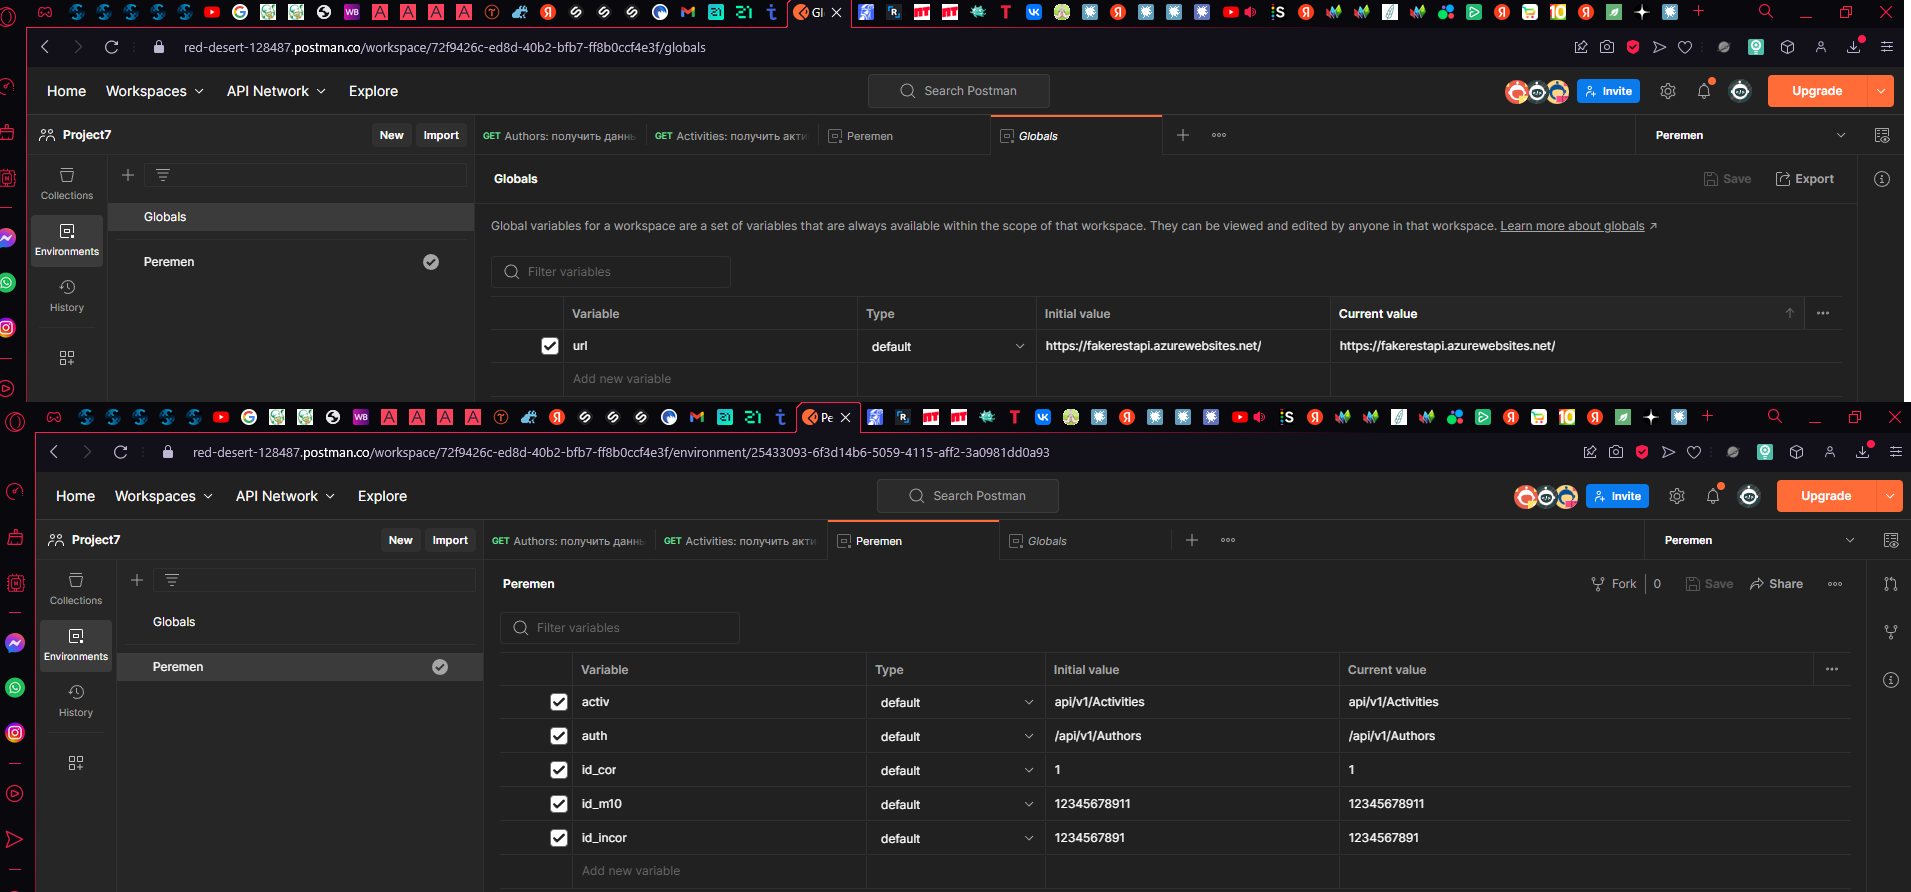 Gl
red-desert-128487.postman.co/workspace/72f9426c-ed8d-40b2-bfb7-ff8b0ccf4e3f/globals
Home Workspaces API Network Explore Search Postman Invite Upgrade
Project7 New Import GET Authors: получить данны GET Activities: получить акти Peremen Globals Peremen
Collections
Environments
History
Globals
Peremen
Globals Save Export
Global variables for a workspace are a set of variables that are always available within the scope of that workspace. They can be viewed and edited by anyone in that workspace. Learn more about globals
Filter variables
Variable Type Initial value Current value
url default https://fakerestapi.azurewebsites.net/ https://fakerestapi.azurewebsites.net/
Add new variable
Pe
red-desert-128487.postman.co/workspace/72f9426c-ed8d-40b2-bfb7-ff8b0ccf4e3f/environment/25433093-6f3d14b6-5059-4115-aff2-3a0981dd0a93
Home Workspaces API Network Explore Search Postman Invite Upgrade
Project7 New Import GET Authors: получить данны GET Activities: получить акти Peremen Globals Peremen
Collections
Environments
History
Globals
Peremen
Peremen Fork 0 Save Share
Filter variables
Variable Type Initial value Current value
activ default api/v1/Activities api/v1/Activities
auth default /api/v1/Authors /api/v1/Authors
id_cor default 1 1
id_m10 default 12345678911 12345678911
id_incor default 1234567891 1234567891
Add new variable